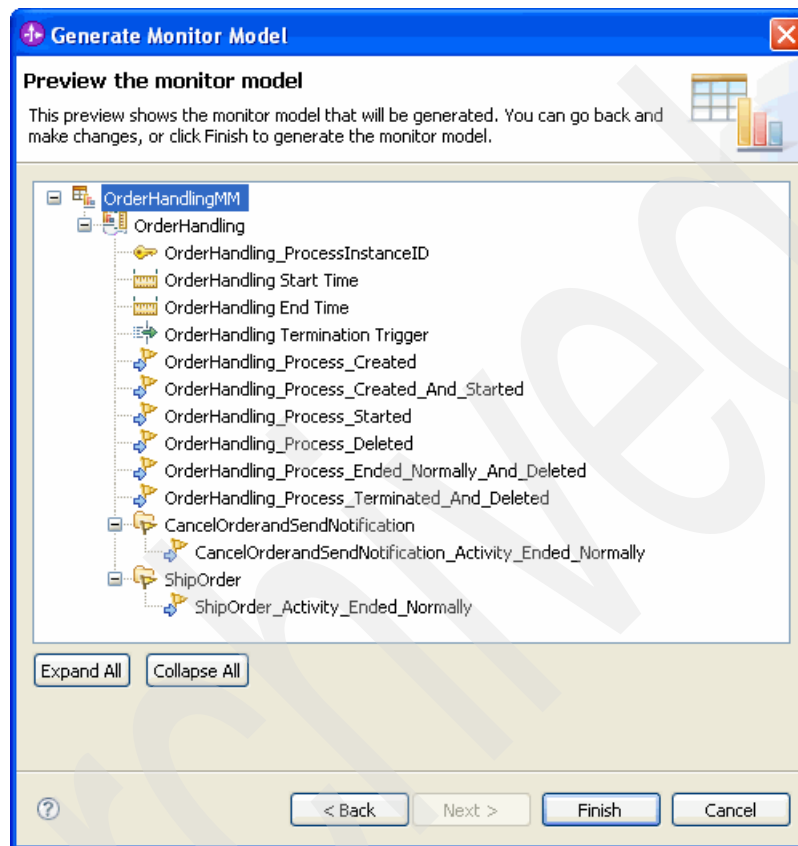 Generate Monitor Model
Preview the monitor model
This preview shows the monitor model that will be generated. You can go back and
make changes, or click Finish to generate the monitor model.
OrderHandlingMM
OrderHandling
OrderHandling_ProcessInstanceID
OrderHandling Start Time
OrderHandling End Time
OrderHandling Termination Trigger
OrderHandling_Process_Created
OrderHandling_Process_Created_And_Started
OrderHandling_Process_Started
OrderHandling_Process_Deleted
OrderHandling_Process_Ended_Normally_And_Deleted
OrderHandling_Process_Terminated_And_Deleted
CancelOrderandSendNotification
CancelOrderandSendNotification_Activity_Ended_Normally
ShipOrder
ShipOrder_Activity_Ended_Normally
Expand All Collapse All
? < Back Next > Finish Cancel